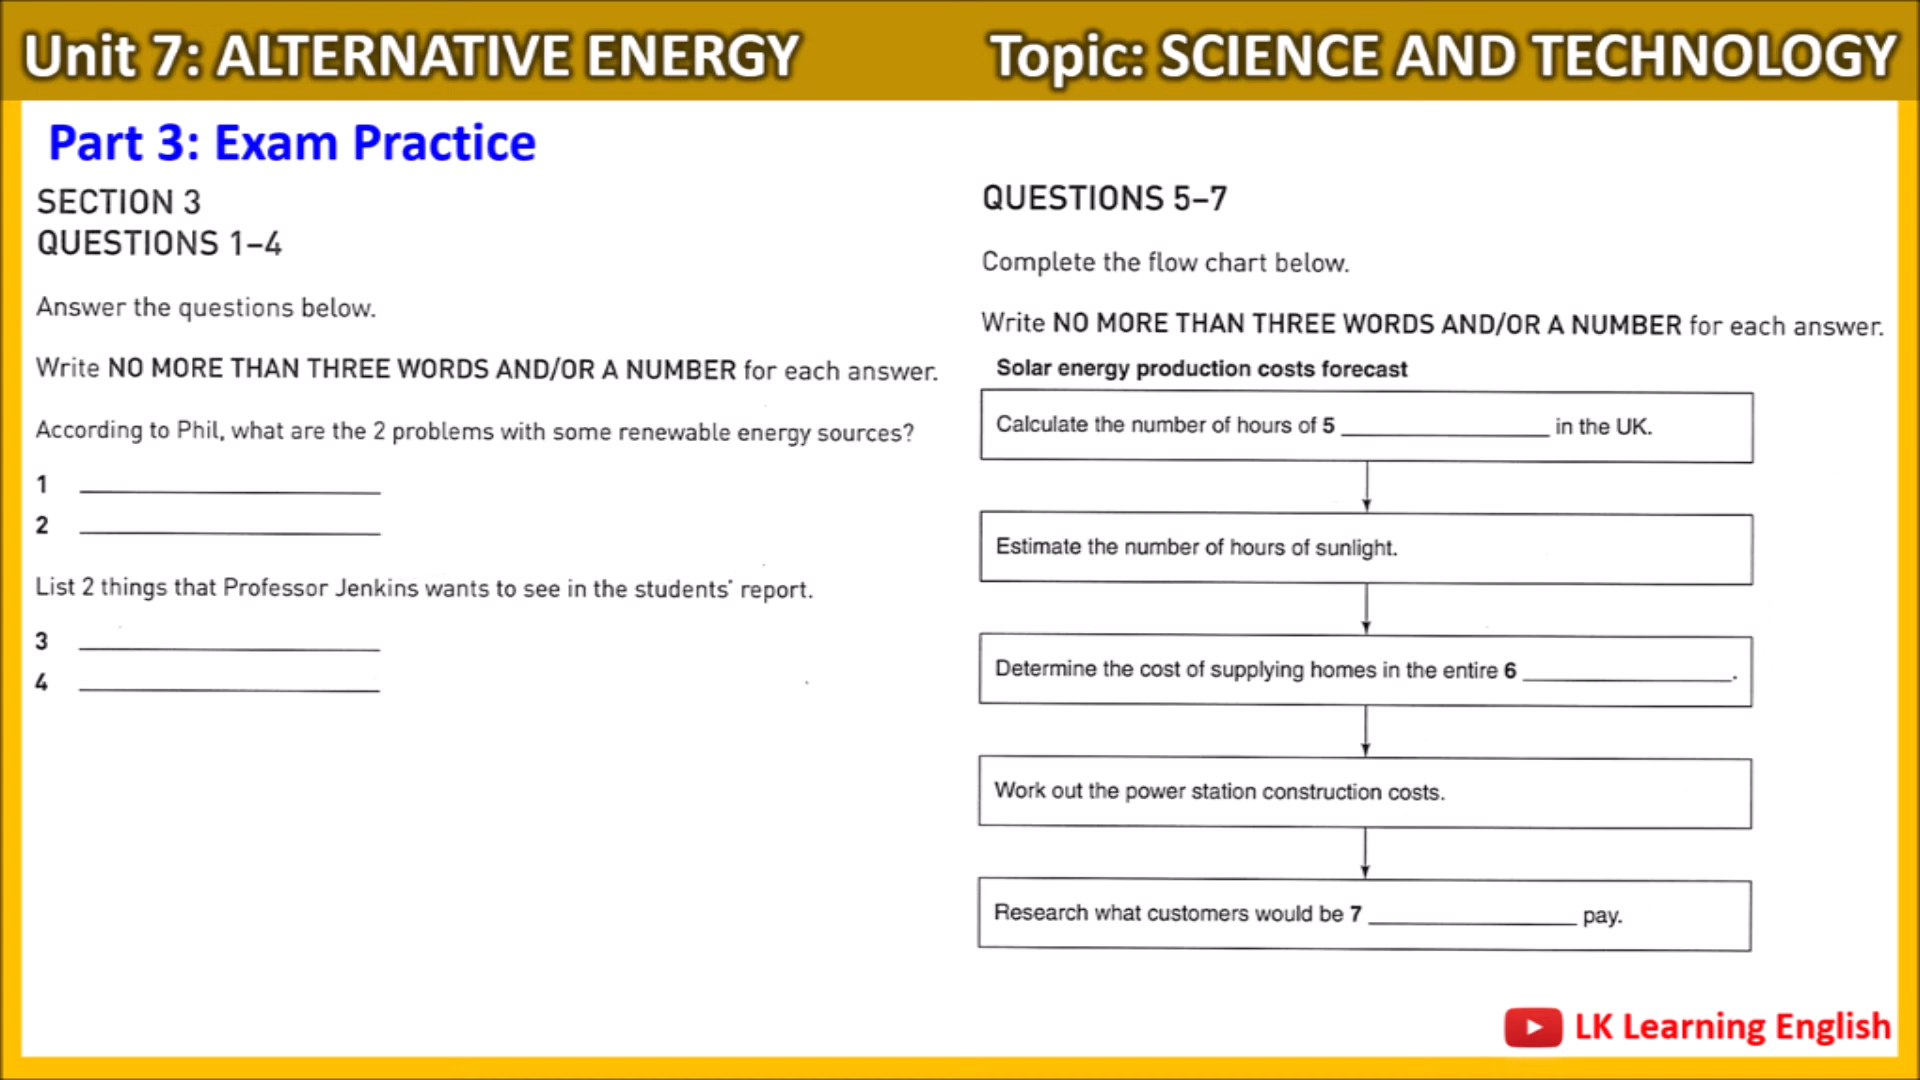 Unit 7: ALTERNATIVE ENERGY
Topic: SCIENCE AND TECHNOLOGY
Part 3: Exam Practice
SECTION 3
QUESTIONS 1–4
Answer the questions below.
Write NO MORE THAN THREE WORDS AND/OR A NUMBER for each answer.
According to Phil, what are the 2 problems with some renewable energy sources?
1
2
List 2 things that Professor Jenkins wants to see in the students' report.
3
4
QUESTIONS 5–7
Complete the flow chart below.
Write NO MORE THAN THREE WORDS AND/OR A NUMBER for each answer.
Solar energy production costs forecast
Calculate the number of hours of 5 ______ in the UK.
Estimate the number of hours of sunlight.
Determine the cost of supplying homes in the entire 6 ______.
Work out the power station construction costs.
Research what customers would be 7 ______ pay.
LK Learning English